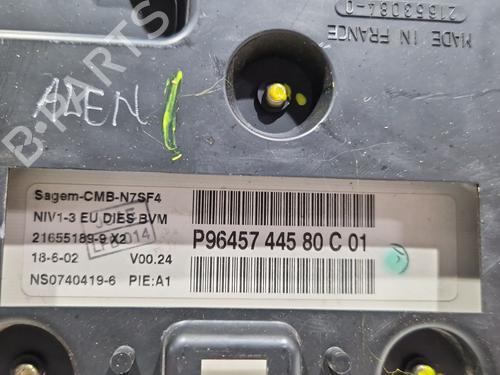 21653084-0
MADE IN FRANCE
ALEN
B-PARTS
Sagem-CMB-N7SF4
NIV1-3 EU DIES BVM
21655189-9 X2
18-6-02 V00.24
NS0740419-6 PIE:A1
P96457 445 80 C 01